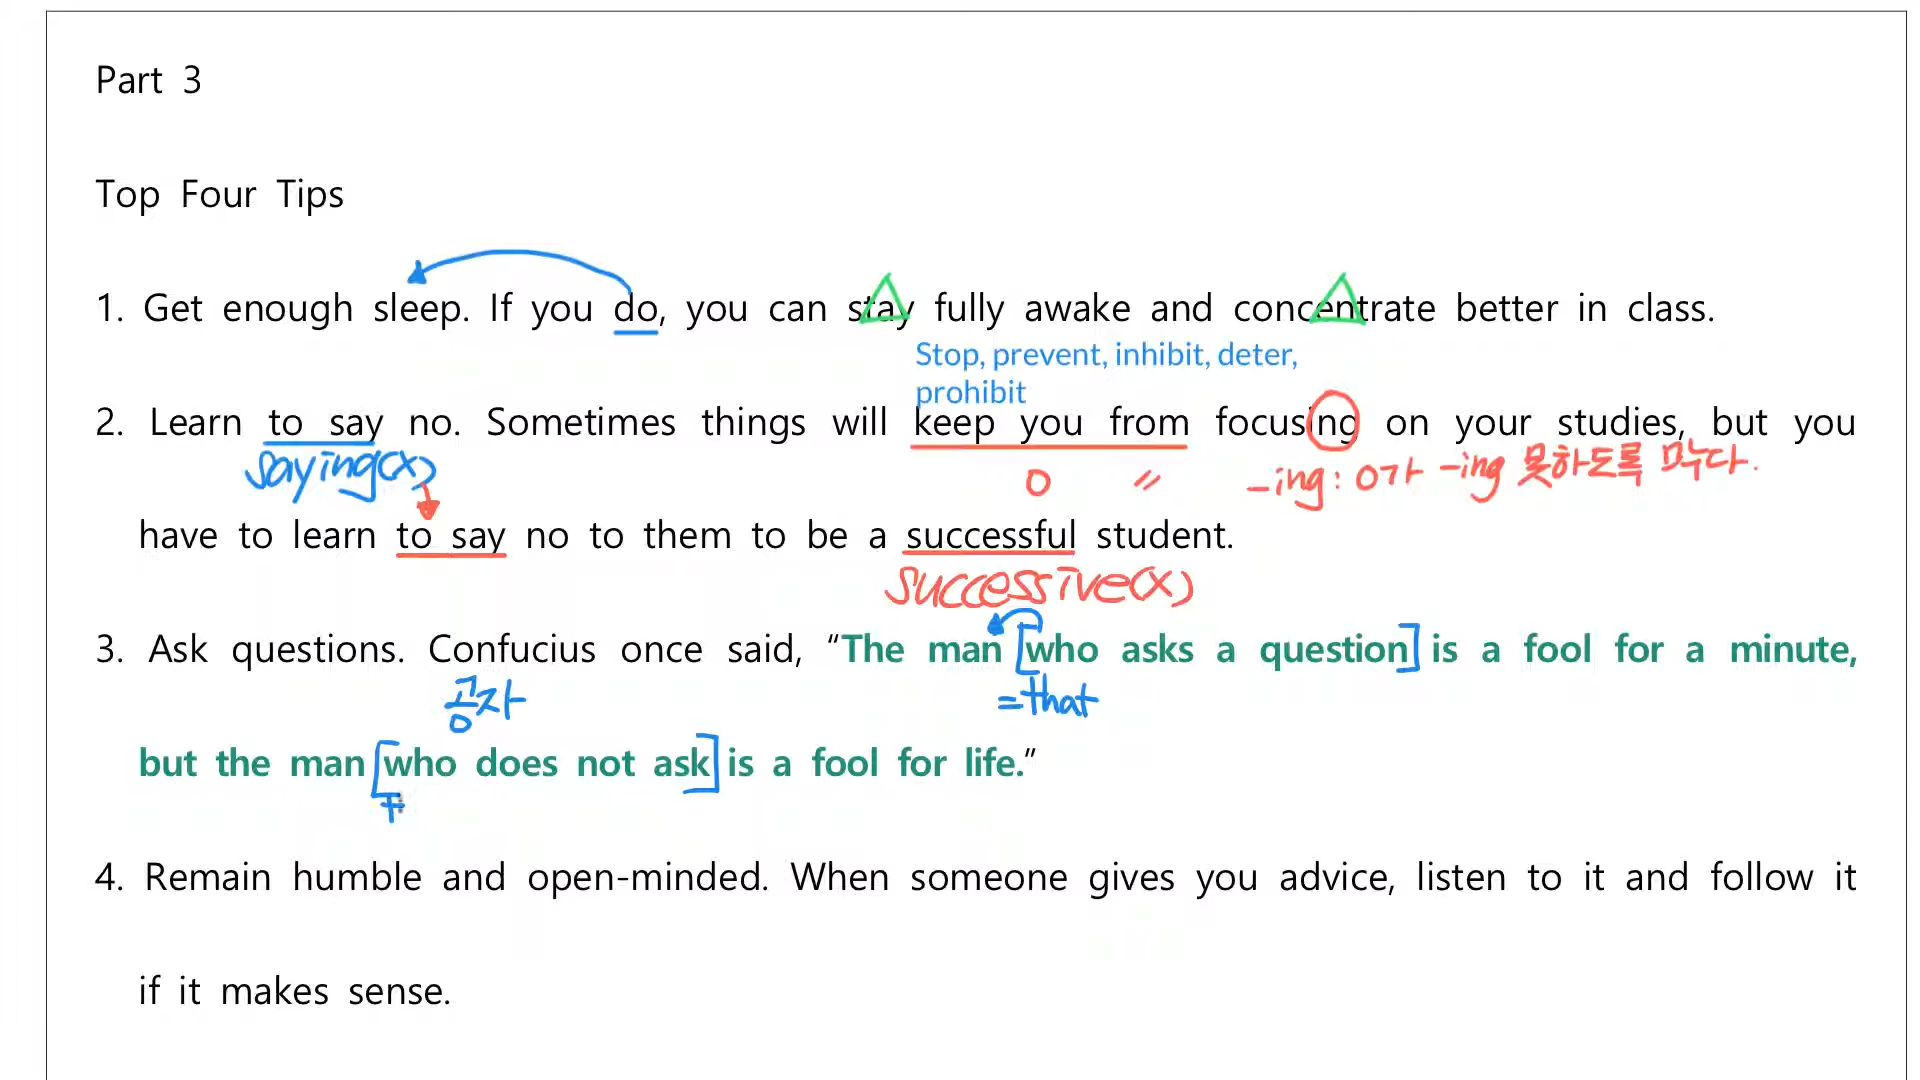 Part 3
Top Four Tips
1. Get enough sleep. If you do, you can stay fully awake and concentrate better in class.
Stop, prevent, inhibit, deter,
prohibit
2. Learn to say no. Sometimes things will keep you from focusing on your studies, but you
saying(x)
O 〃 -ing : O가 -ing 못하도록 막다.
have to learn to say no to them to be a successful student.
successive(x)
3. Ask questions. Confucius once said, “The man [who asks a question] is a fool for a minute,
공자
=that
but the man [who does not ask] is a fool for life.”
4. Remain humble and open-minded. When someone gives you advice, listen to it and follow it
if it makes sense.